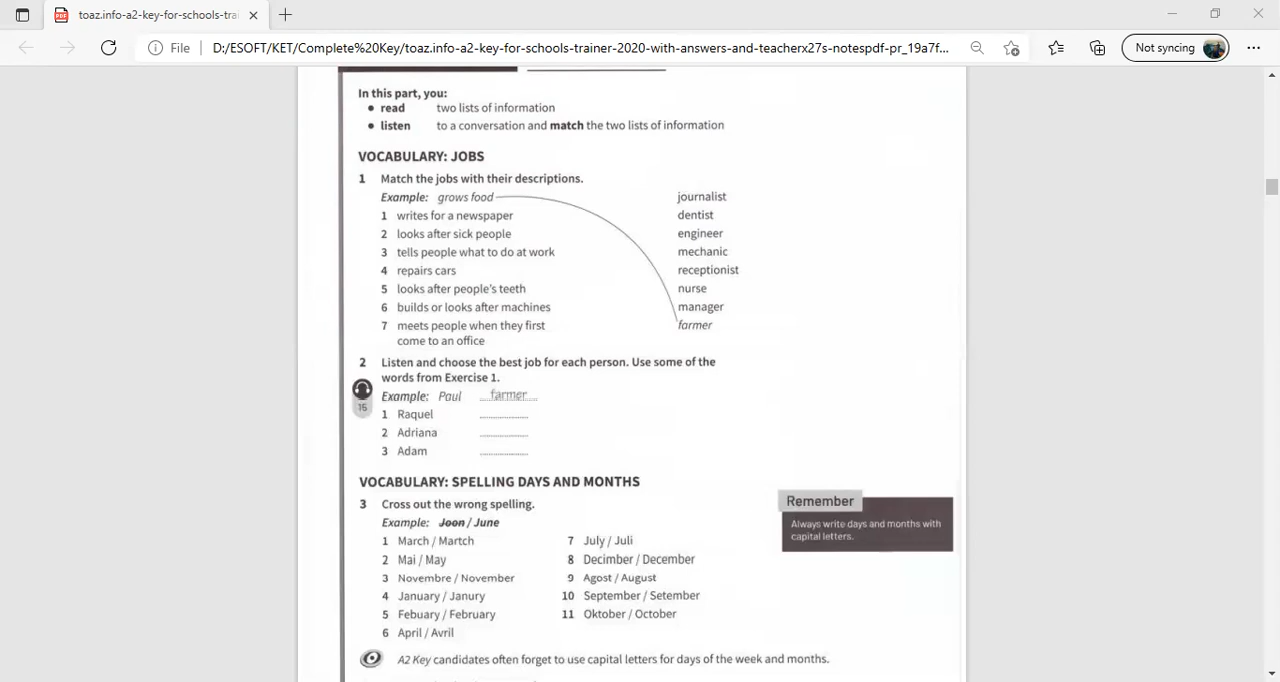 toaz.info-a2-key-for-schools-trai
File D:/ESOFT/KET/Complete%20Key/toaz.info-a2-key-for-schools-trainer-2020-with-answers-and-teacherx27s-notespdf-pr_19a7f... Not syncing
In this part, you:
• read two lists of information
• listen to a conversation and match the two lists of information
VOCABULARY: JOBS
1 Match the jobs with their descriptions.
Example: grows food
1 writes for a newspaper
2 looks after sick people
3 tells people what to do at work
4 repairs cars
5 looks after people's teeth
6 builds or looks after machines
7 meets people when they first
come to an office
journalist
dentist
engineer
mechanic
receptionist
nurse
manager
farmer
2 Listen and choose the best job for each person. Use some of the
words from Exercise 1.
15
Example: Paul farmer
1 Raquel
2 Adriana
3 Adam
VOCABULARY: SPELLING DAYS AND MONTHS
3 Cross out the wrong spelling.
Example: Joon / June
1 March / Martch
2 Mai / May
3 Novembre / November
4 January / Janury
5 Febuary / February
6 April / Avril
7 July / Juli
8 Decimber / December
9 Agost / August
10 September / Setember
11 Oktober / October
Remember
Always write days and months with
capital letters.
A2 Key candidates often forget to use capital letters for days of the week and months.